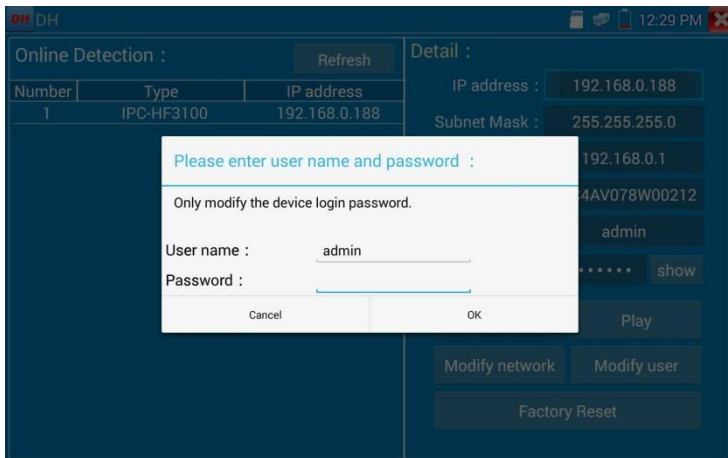 DH DH 12:29 PM
Online Detection : Refresh
Number Type IP address
1 IPC-HF3100 192.168.0.188
Detail :
IP address : 192.168.0.188
Subnet Mask : 255.255.255.0
192.168.0.1
4AV078W00212
admin
show
Play
Modify network Modify user
Factory Reset
Please enter user name and password :
Only modify the device login password.
User name : admin
Password :
Cancel OK